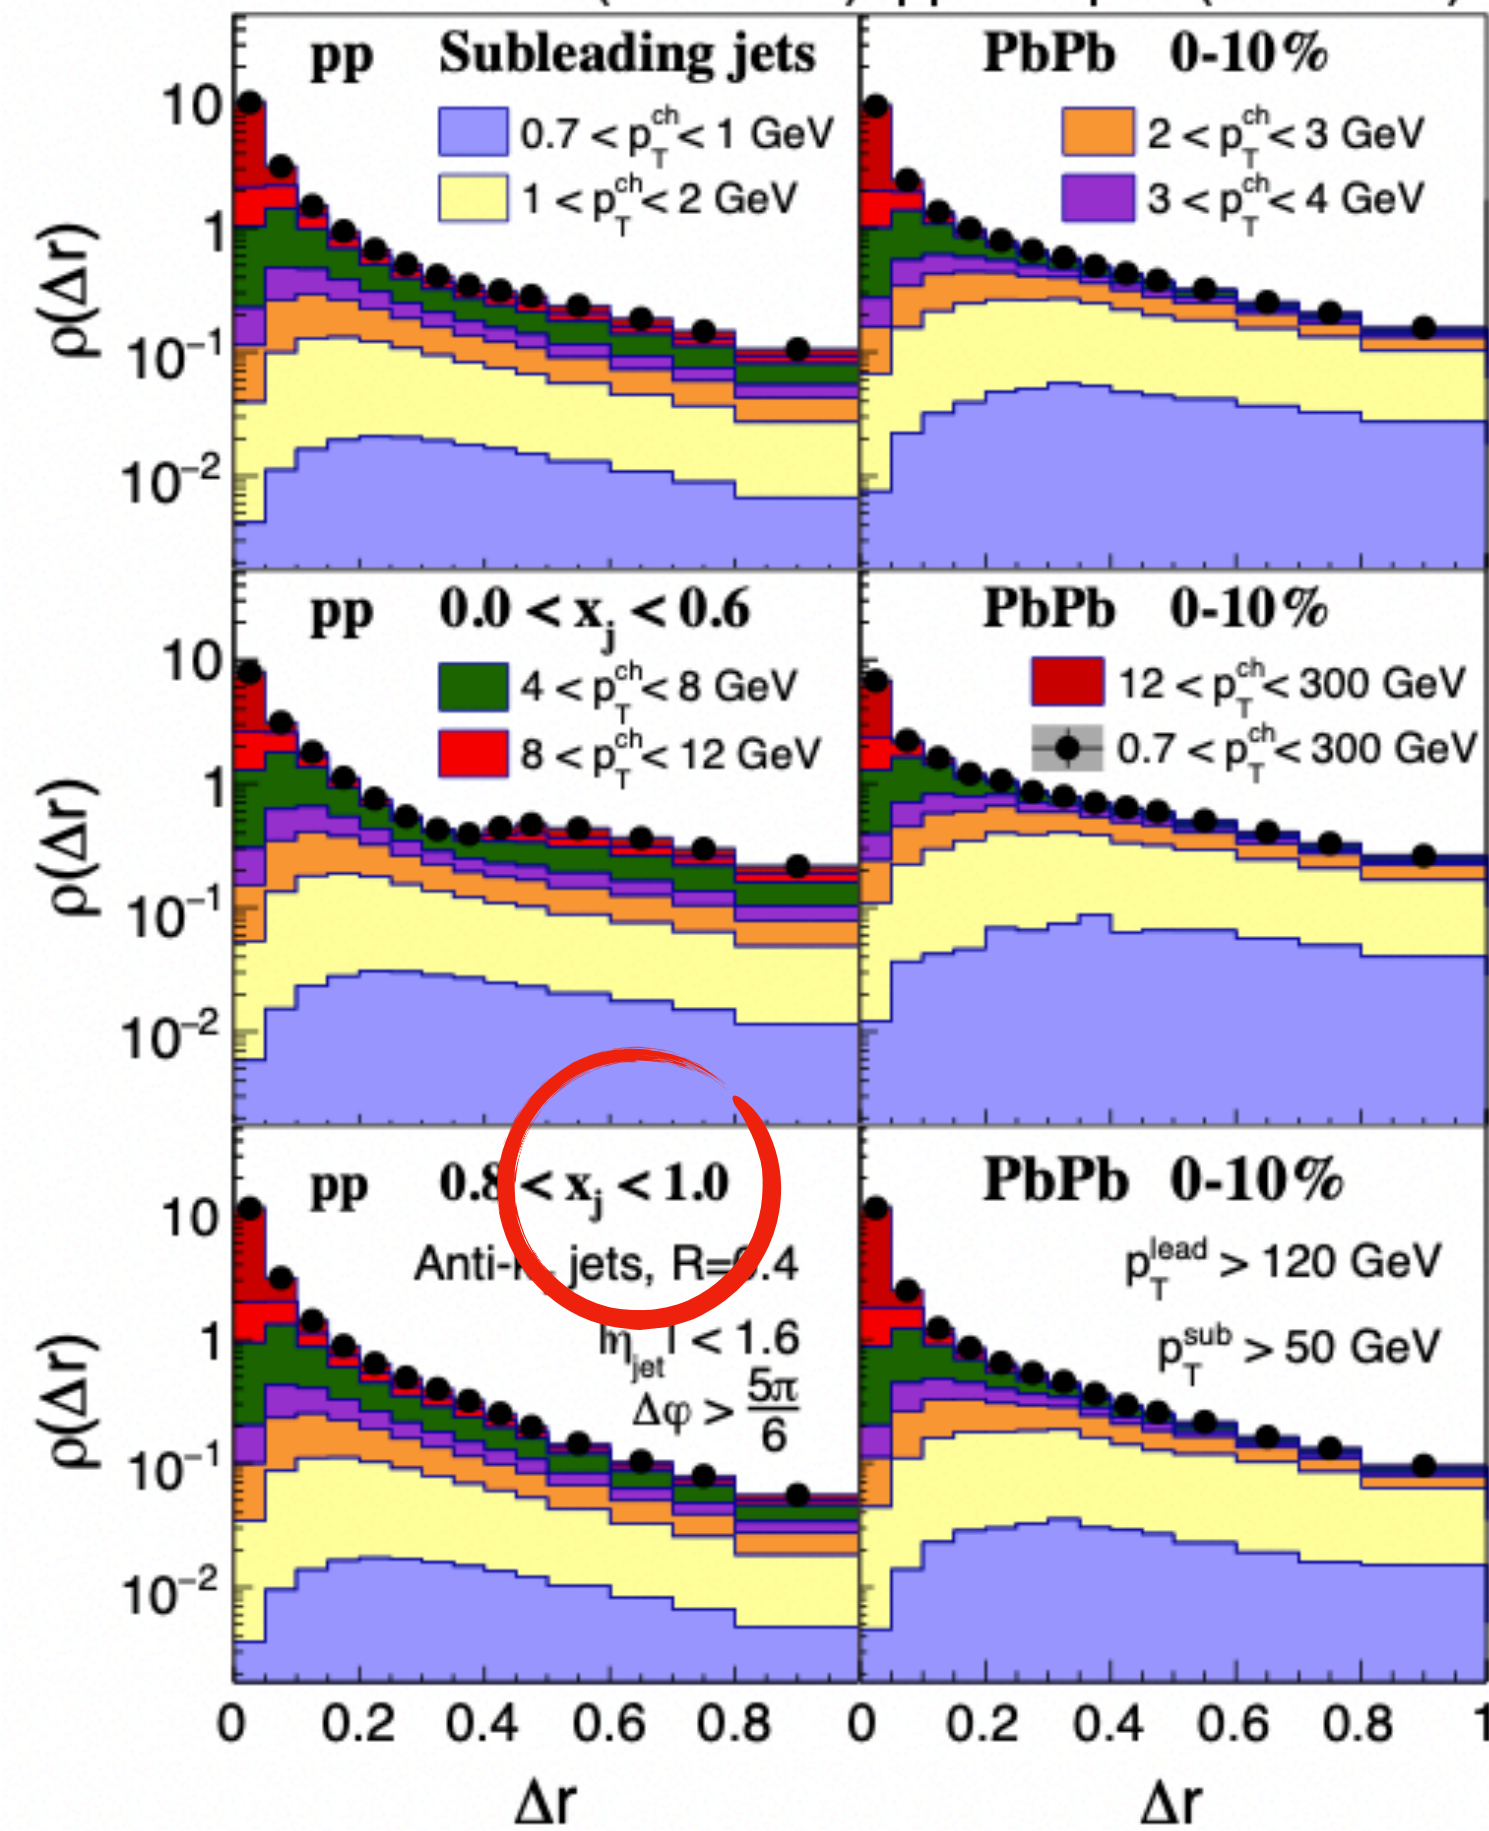 pp Subleading jets PbPb 0-10%
0.7 < p_T^ch < 1 GeV 2 < p_T^ch < 3 GeV
1 < p_T^ch < 2 GeV 3 < p_T^ch < 4 GeV
10
1
10⁻¹
10⁻²
ρ(Δr)
pp 0.0 < x_j < 0.6 PbPb 0-10%
4 < p_T^ch < 8 GeV 12 < p_T^ch < 300 GeV
8 < p_T^ch < 12 GeV 0.7 < p_T^ch < 300 GeV
10
1
10⁻¹
10⁻²
ρ(Δr)
pp 0.8 < x_j < 1.0 PbPb 0-10%
jets, R=0.4 p_T^lead > 120 GeV
|η_jet| < 1.6 p_T^sub > 50 GeV
Δφ > 5π/6
10
1
10⁻¹
10⁻²
ρ(Δr)
0 0.2 0.4 0.6 0.8 0 0.2 0.4 0.6 0.8 1
Δr Δr